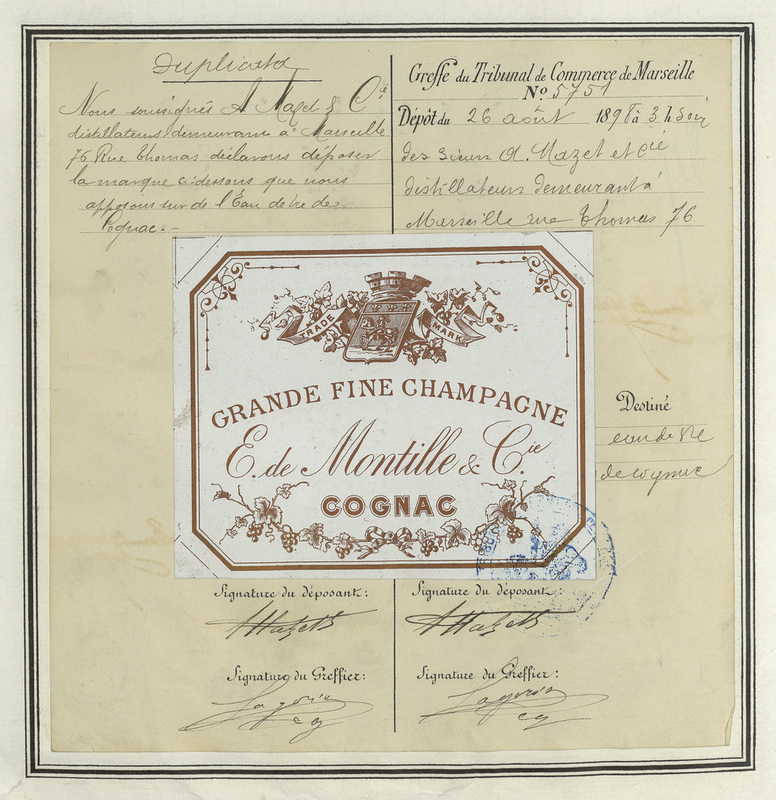 Duplicata
Nous soussignés A Mazet & Cie
distillateurs demeurant à Marseille
76 Rue Thomas déclarons déposer
la marque ci dessous que nous
apposons sur de l'Eau de vie de
Cognac.-
Greffe du Tribunal de Commerce de Marseille
No 5751
Dépôt du 26 août 1898 à 3 h Soir
des sieurs A. Mazet et cie
distillateurs demeurant à
Marseille rue Thomas 76
TRADE MARK
GRANDE FINE CHAMPAGNE
E. de Montille & Cie
COGNAC
Destiné
eau de vie
de cognac
Signature du déposant:
AMazet
Signature du déposant:
AMazet
Signature du Greffier:
Signature du Greffier: